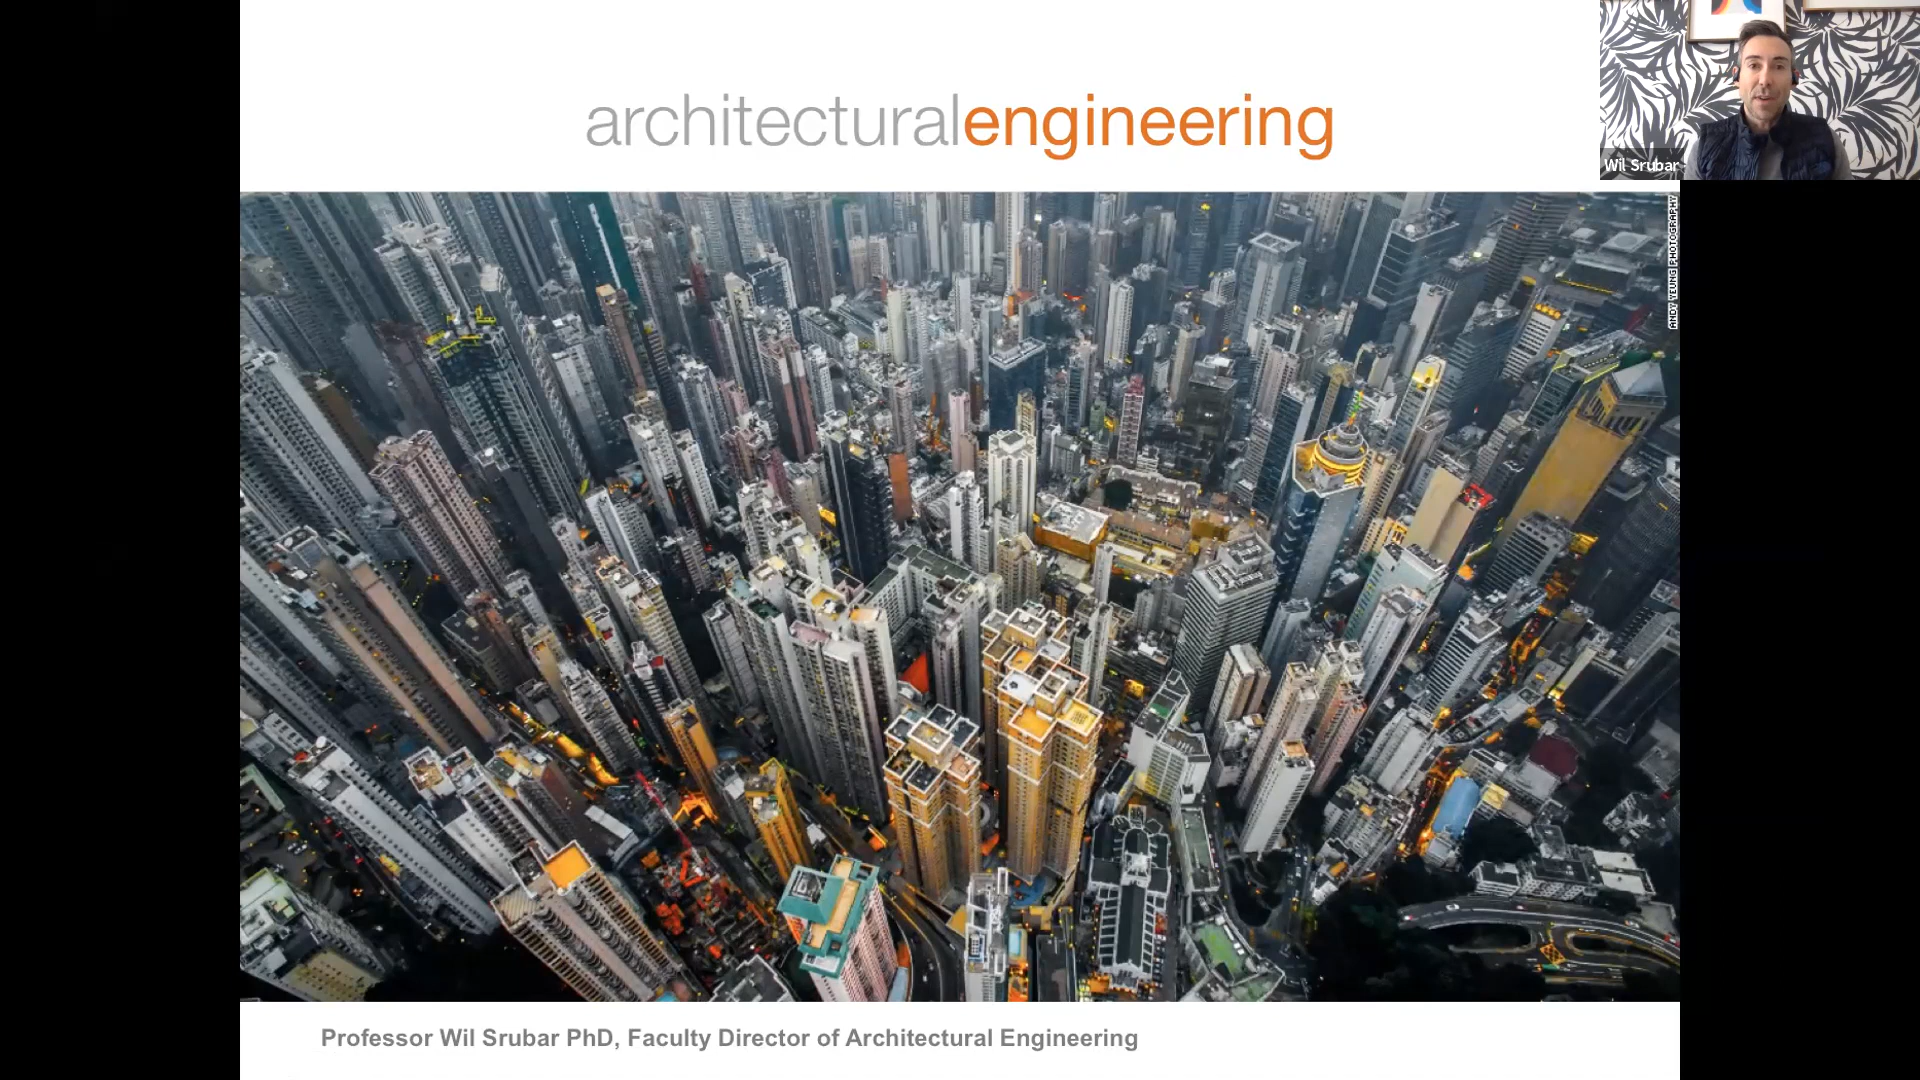 architecturalengineering
Wil Srubar
ANDY YEUNG PHOTOGRAPHY
Professor Wil Srubar PhD, Faculty Director of Architectural Engineering